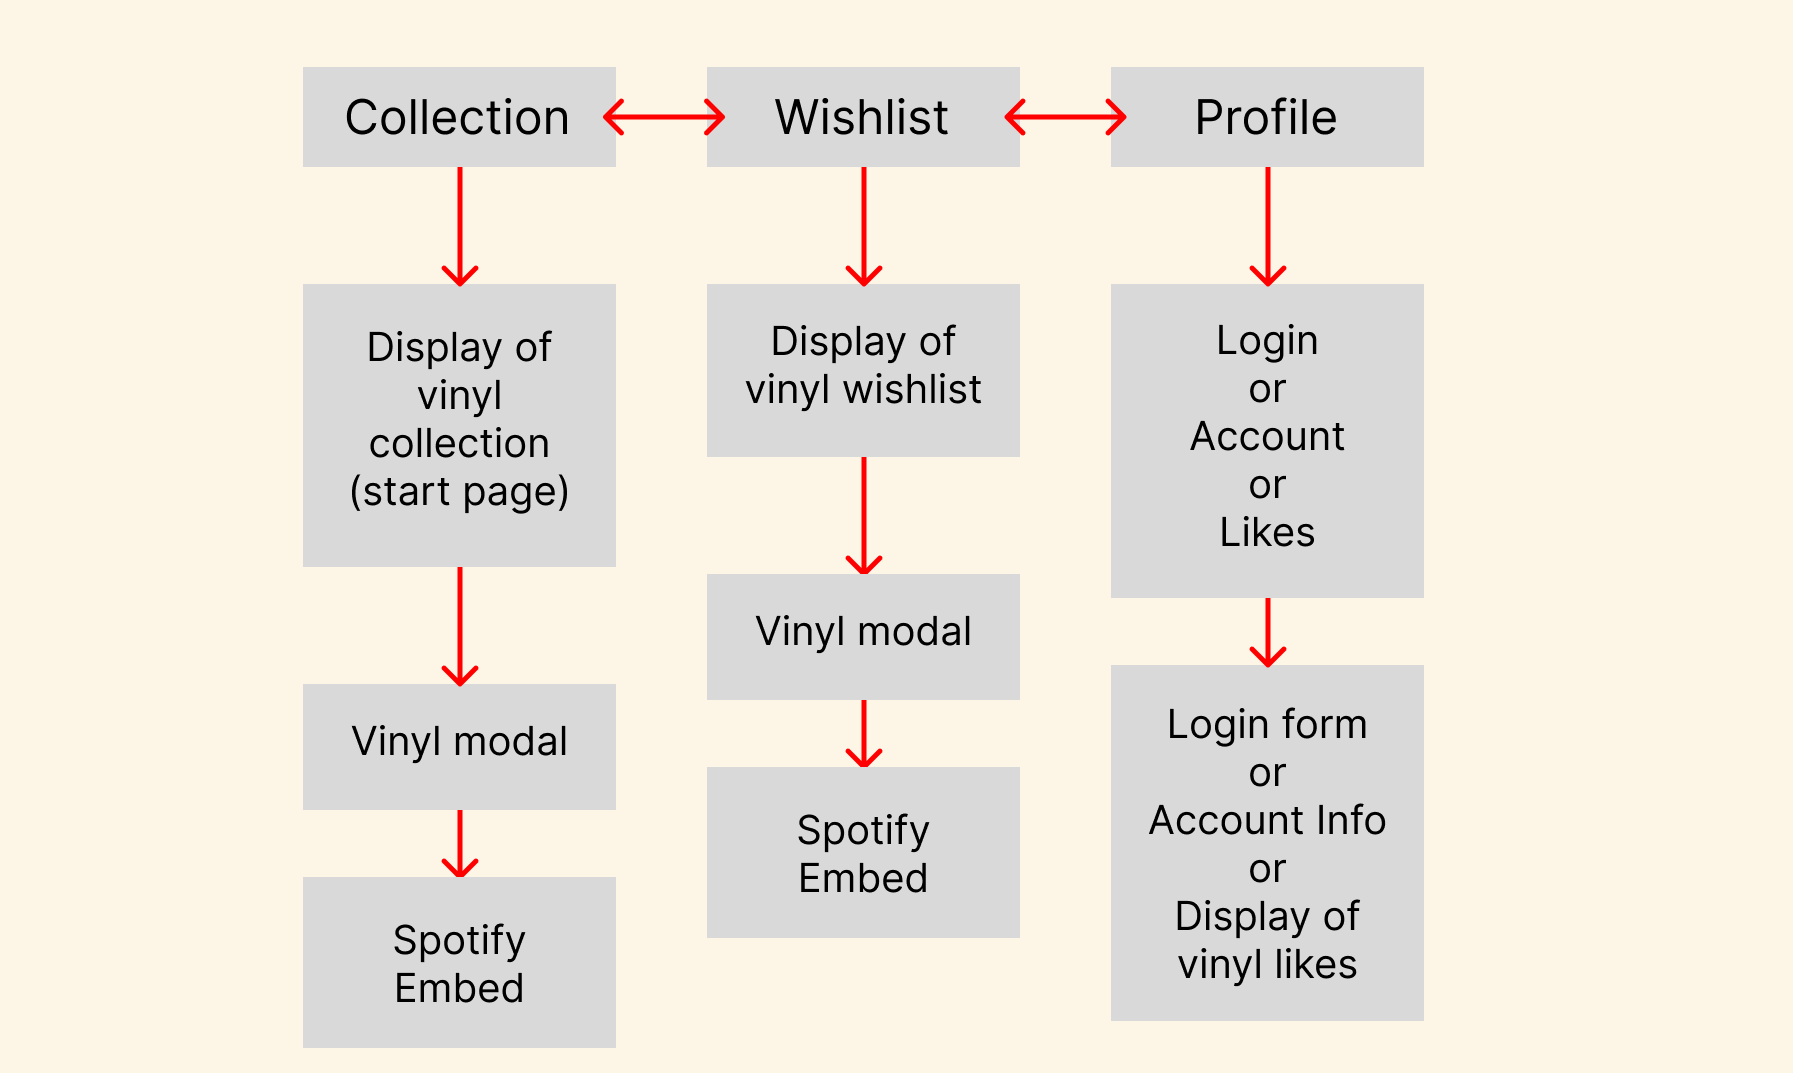 Collection
Wishlist
Profile
Display of
vinyl
collection
(start page)
Vinyl modal
Spotify
Embed
Display of
vinyl wishlist
Vinyl modal
Spotify
Embed
Login
or
Account
or
Likes
Login form
or
Account Info
or
Display of
vinyl likes